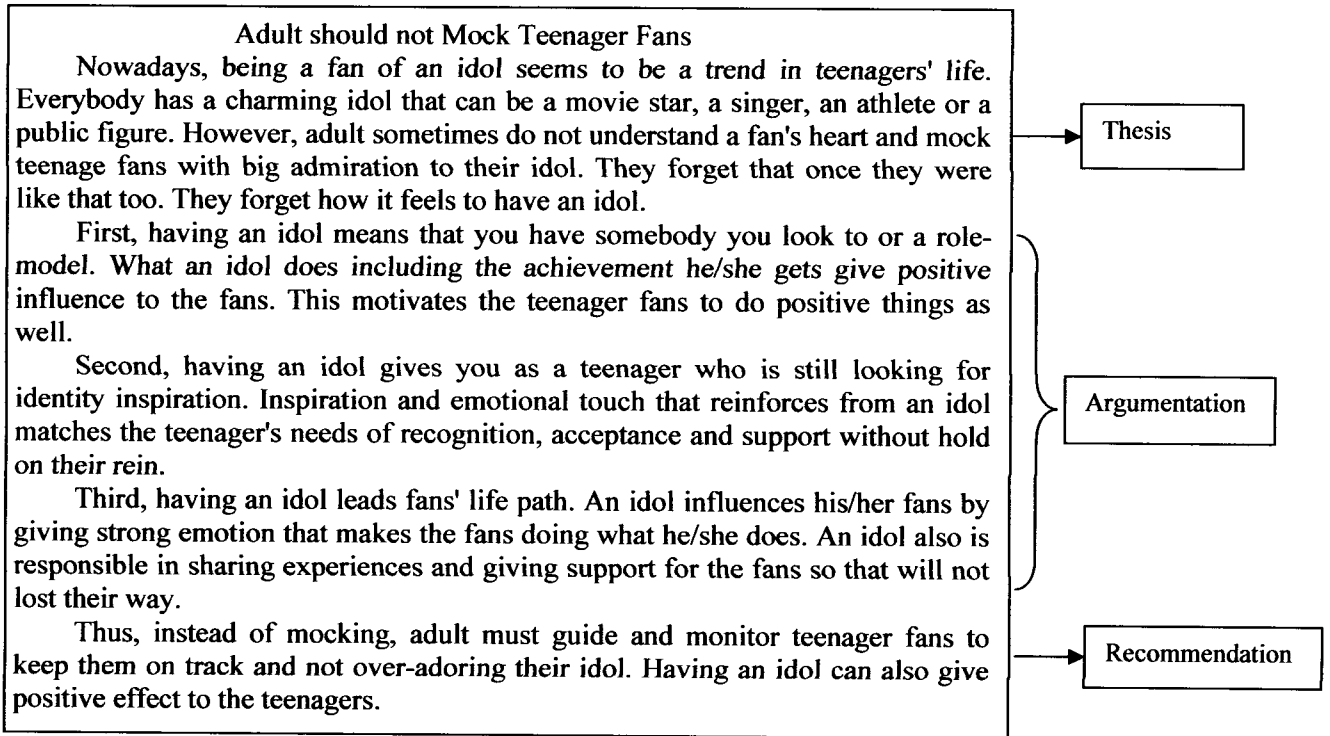 Adult should not Mock Teenager Fans
Nowadays, being a fan of an idol seems to be a trend in teenagers' life.
Everybody has a charming idol that can be a movie star, a singer, an athlete or a
public figure. However, adult sometimes do not understand a fan's heart and mock
teenage fans with big admiration to their idol. They forget that once they were
like that too. They forget how it feels to have an idol.
First, having an idol means that you have somebody you look to or a role-
model. What an idol does including the achievement he/she gets give positive
influence to the fans. This motivates the teenager fans to do positive things as
well.
Second, having an idol gives you as a teenager who is still looking for
identity inspiration. Inspiration and emotional touch that reinforces from an idol
matches the teenager's needs of recognition, acceptance and support without hold
on their rein.
Third, having an idol leads fans' life path. An idol influences his/her fans by
giving strong emotion that makes the fans doing what he/she does. An idol also is
responsible in sharing experiences and giving support for the fans so that will not
lost their way.
Thus, instead of mocking, adult must guide and monitor teenager fans to
keep them on track and not over-adoring their idol. Having an idol can also give
positive effect to the teenagers.
Thesis
Argumentation
Recommendation